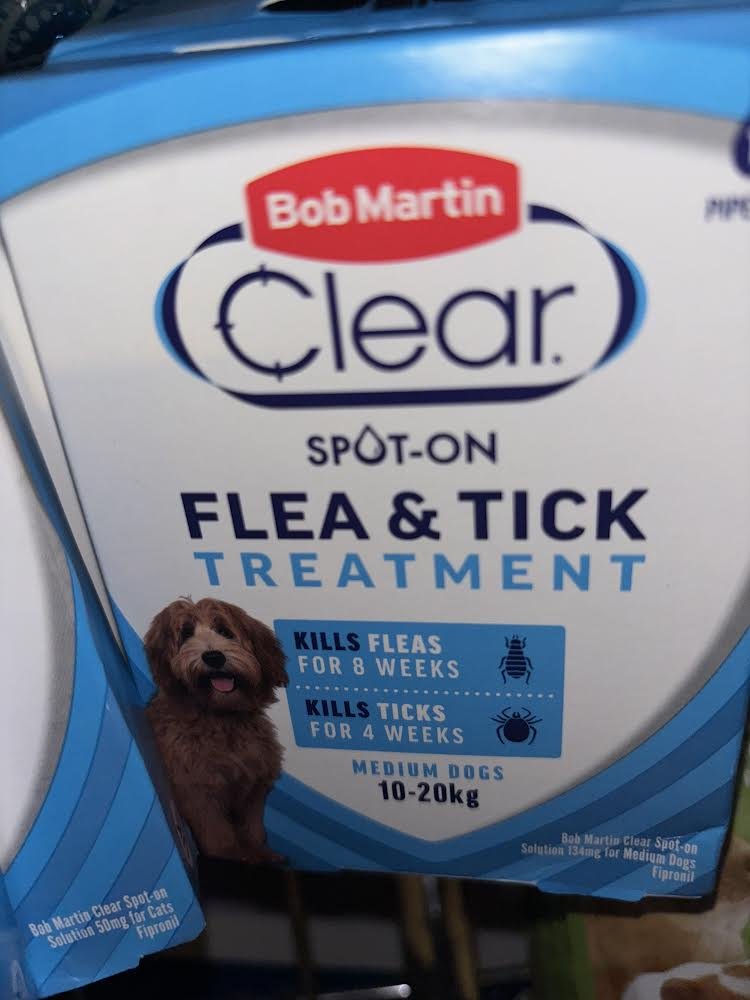 Bob Martin
Clear
SPOT-ON
FLEA & TICK
TREATMENT
KILLS FLEAS
FOR 8 WEEKS
KILLS TICKS
FOR 4 WEEKS
MEDIUM DOGS
10-20kg
Bob Martin Clear Spot-on
Solution 134mg for Medium Dogs
Fipronil
Bob Martin Clear Spot-on
Solution 50mg for Cats
Fipronil